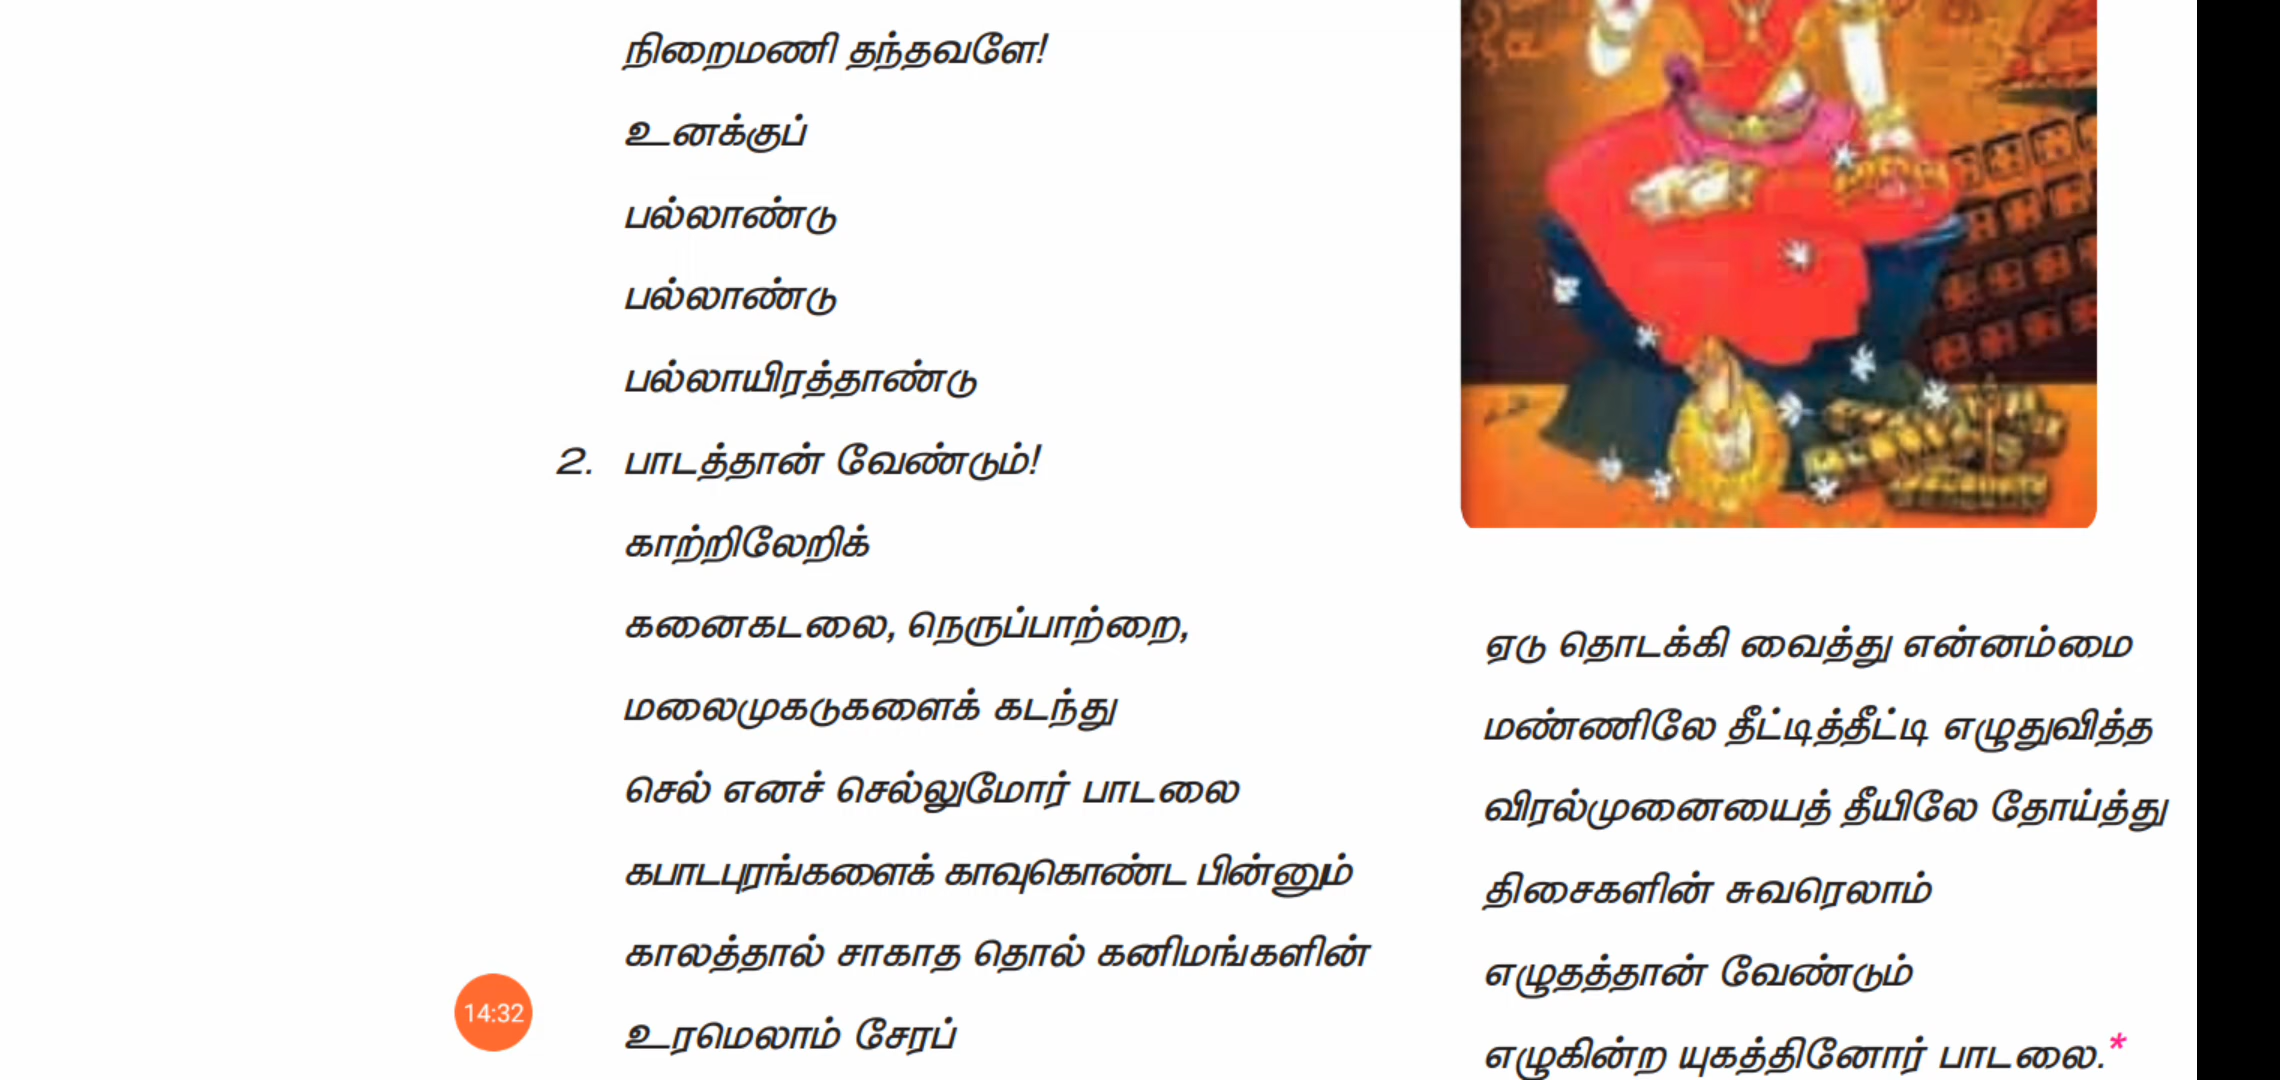 நிறைமணி தந்தவளே!
உனக்குப்
பல்லாண்டு
பல்லாண்டு
பல்லாயிரத்தாண்டு
2. பாடத்தான் வேண்டும்!
காற்றிலேறிக்
கனைகடலை, நெருப்பாற்றை,
மலைமுகடுகளைக் கடந்து
செல் எனச் செல்லுமோர் பாடலை
கபாடபுரங்களைக் காவுகொண்ட பின்னும்
காலத்தால் சாகாத தொல் கனிமங்களின்
உரமெலாம் சேரப்
14:32
ஏடு தொடக்கி வைத்து என்னம்மை
மண்ணிலே தீட்டித்தீட்டி எழுதுவித்த
விரல்முனையைத் தீயிலே தோய்த்து
திசைகளின் சுவரெலாம்
எழுதத்தான் வேண்டும்
எழுகின்ற யுகத்தினோர் பாடலை.*